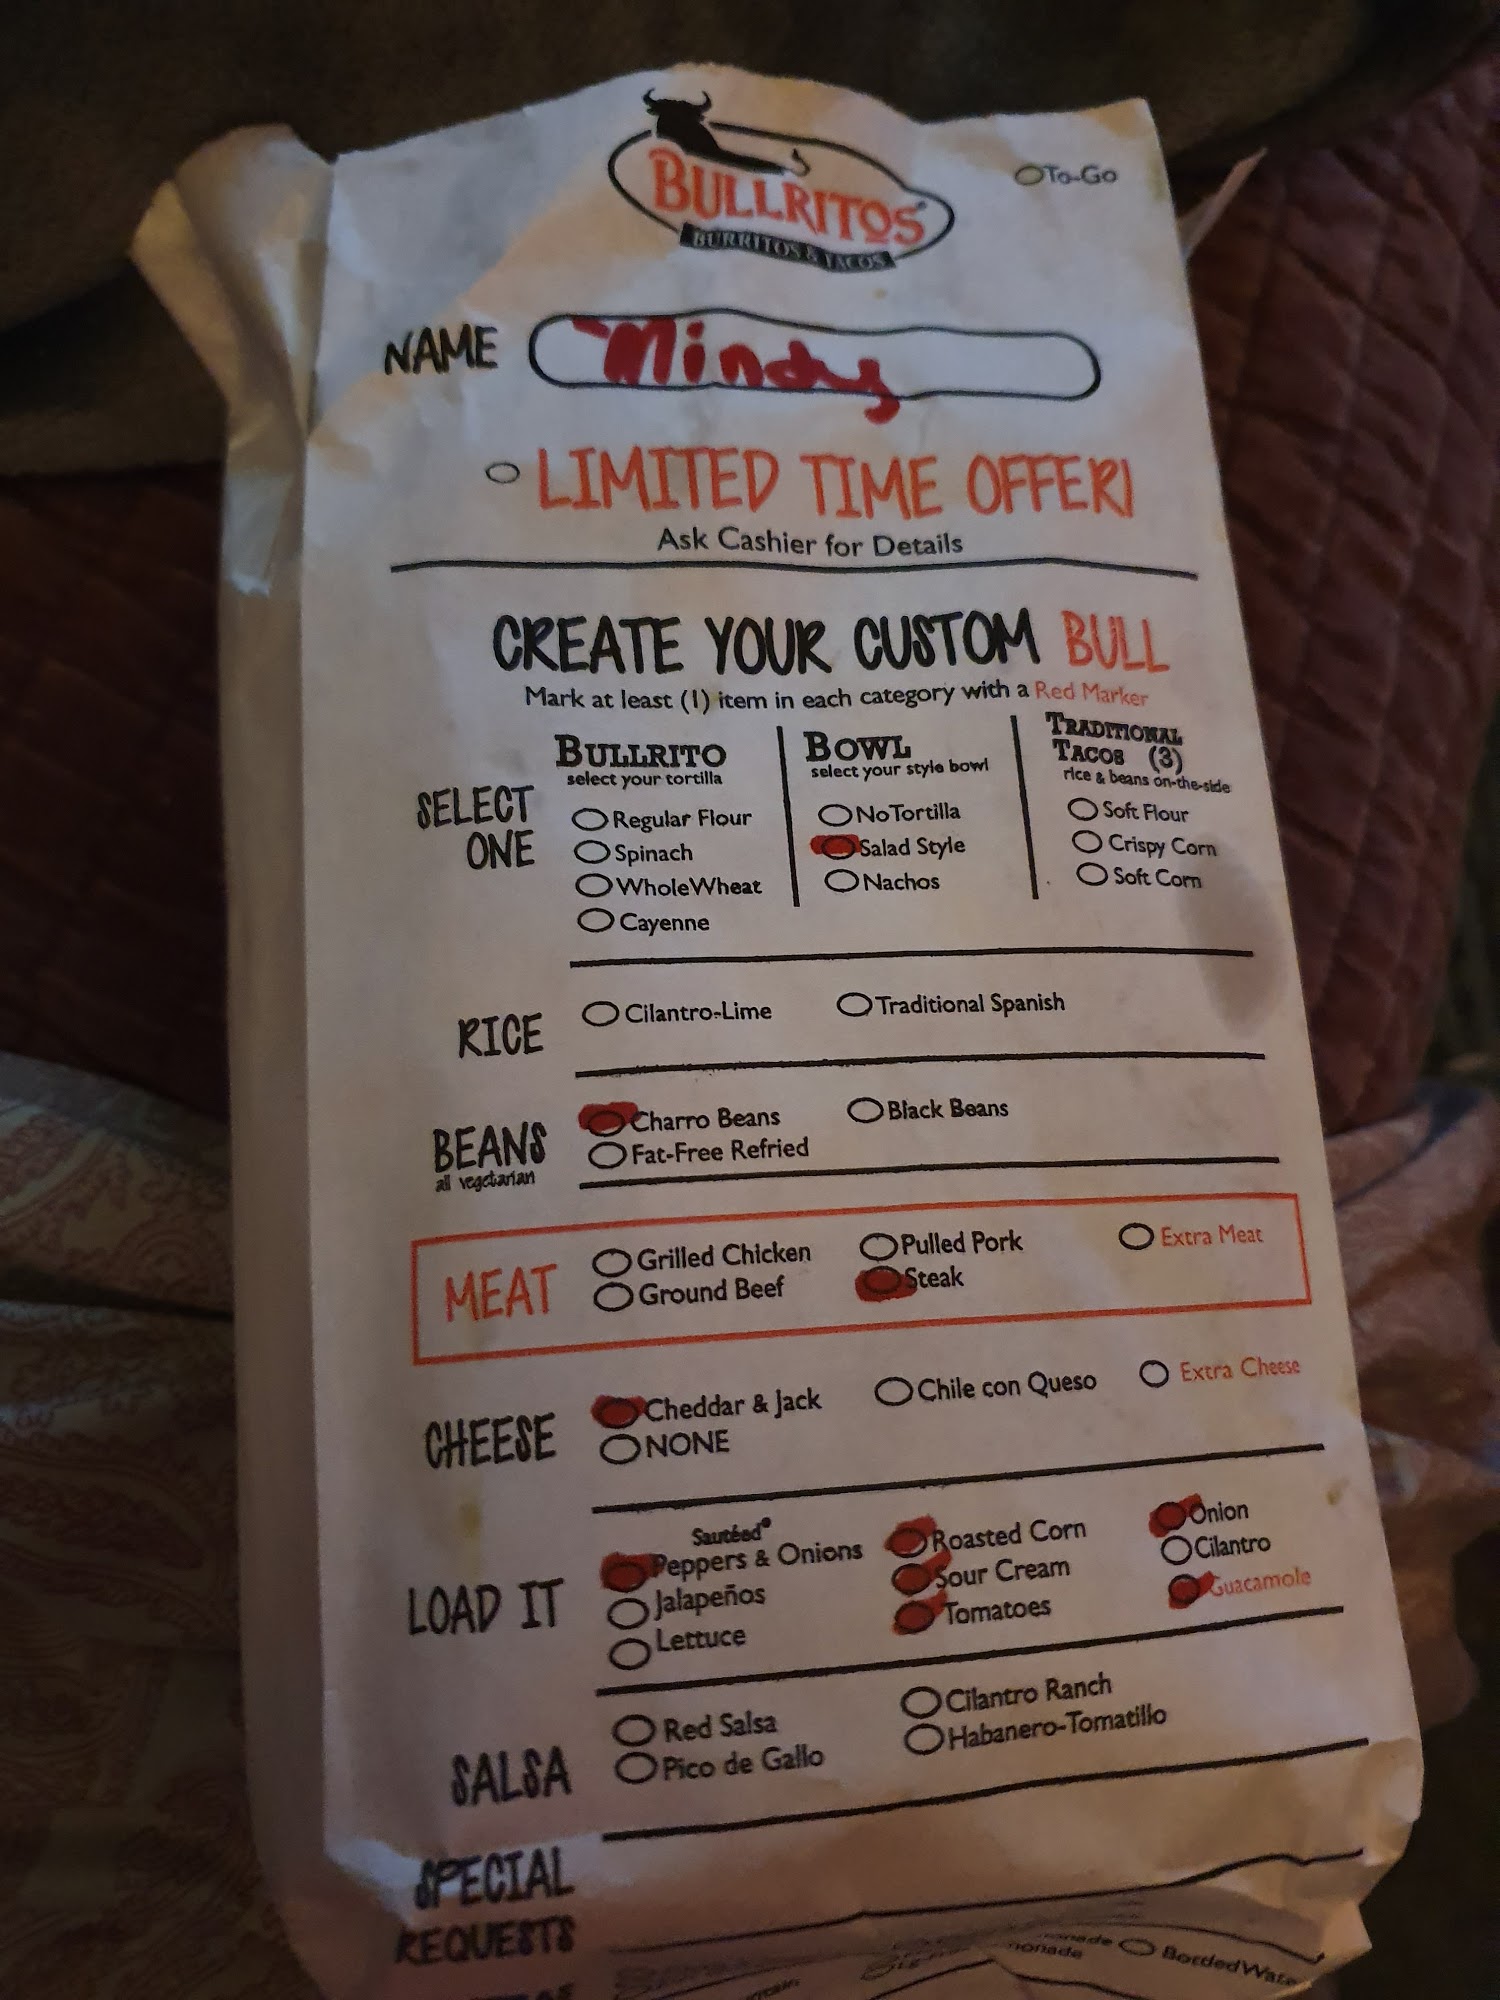 BULLRITOS
BURRITOS & TACOS
To-Go
NAME Mindy
LIMITED TIME OFFER!
Ask Cashier for Details
CREATE YOUR CUSTOM BULL
Mark at least (1) item in each category with a Red Marker
SELECT ONE
BULLRITO
select your tortilla
Regular Flour
Spinach
Whole Wheat
Cayenne
BOWL
select your style bowl
No Tortilla
Salad Style
Nachos
TRADITIONAL
TACOS (3)
rice & beans on-the-side
Soft Flour
Crispy Corn
Soft Corn
RICE
Cilantro-Lime Traditional Spanish
BEANS
all vegetarian
Charro Beans Black Beans
Fat-Free Refried
MEAT
Grilled Chicken Pulled Pork Extra Meat
Ground Beef Steak
CHEESE
Cheddar & Jack Chile con Queso Extra Cheese
NONE
LOAD IT
Sautéed
Peppers & Onions Roasted Corn Onion
Jalapeños Sour Cream Cilantro
Lettuce Tomatoes Guacamole
SALSA
Red Salsa Cilantro Ranch
Pico de Gallo Habanero-Tomatillo
SPECIAL
REQUESTS